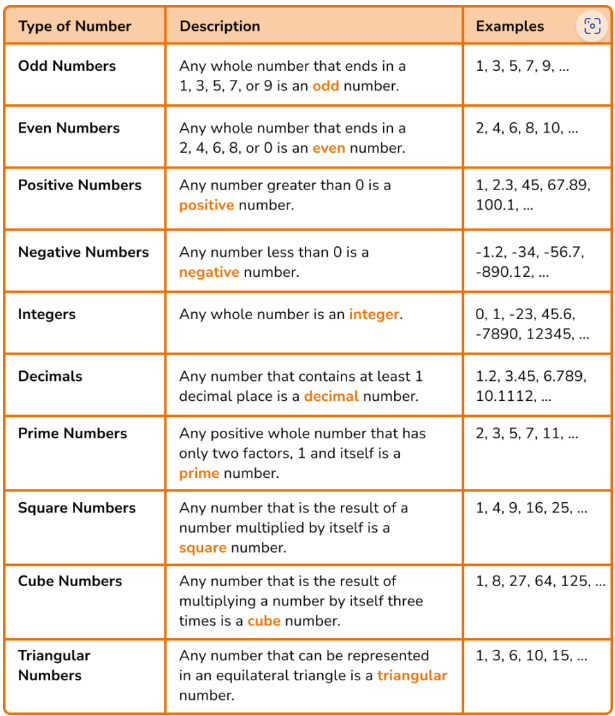 Type of Number Description Examples
Odd Numbers Any whole number that ends in a 1, 3, 5, 7, 9, ...
1, 3, 5, 7, or 9 is an odd number.
Even Numbers Any whole number that ends in a 2, 4, 6, 8, 10, ...
2, 4, 6, 8, or 0 is an even number.
Positive Numbers Any number greater than 0 is a 1, 2.3, 45, 67.89,
positive number. 100.1, ...
Negative Numbers Any number less than 0 is a -1.2, -34, -56.7,
negative number. -890.12, ...
Integers Any whole number is an integer. 0, 1, -23, 45.6,
-7890, 12345, ...
Decimals Any number that contains at least 1 1.2, 3.45, 6.789,
decimal place is a decimal number. 10.1112, ...
Prime Numbers Any positive whole number that has 2, 3, 5, 7, 11, ...
only two factors, 1 and itself is a
prime number.
Square Numbers Any number that is the result of a 1, 4, 9, 16, 25, ...
number multiplied by itself is a
square number.
Cube Numbers Any number that is the result of 1, 8, 27, 64, 125, ...
multiplying a number by itself three
times is a cube number.
Triangular Any number that can be represented 1, 3, 6, 10, 15, ...
Numbers in an equilateral triangle is a triangular
number.